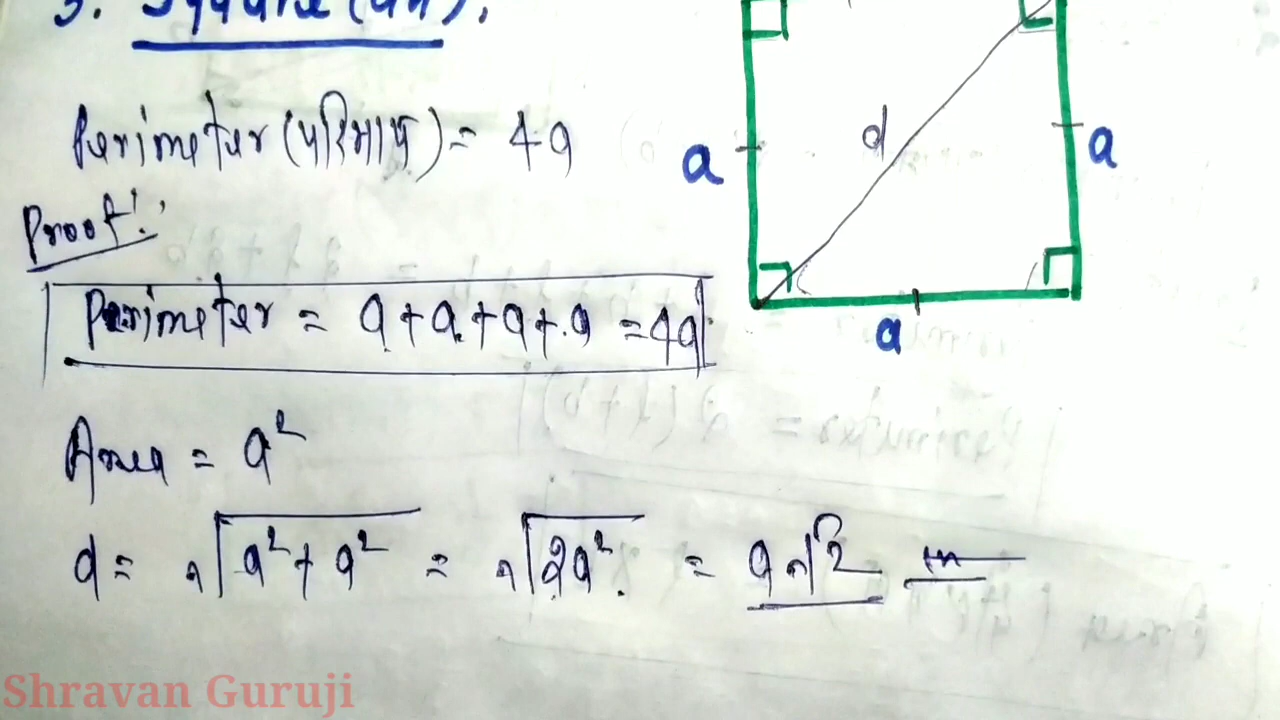 3. Square (वर्ग).
Perimeter (परिमाप) = 4a
Proof:
Perimeter = a + a + a + a = 4a
Area = a²
d = √a² + a² = √2a² = a√2 m
a
d
a
a
Shravan Guruji